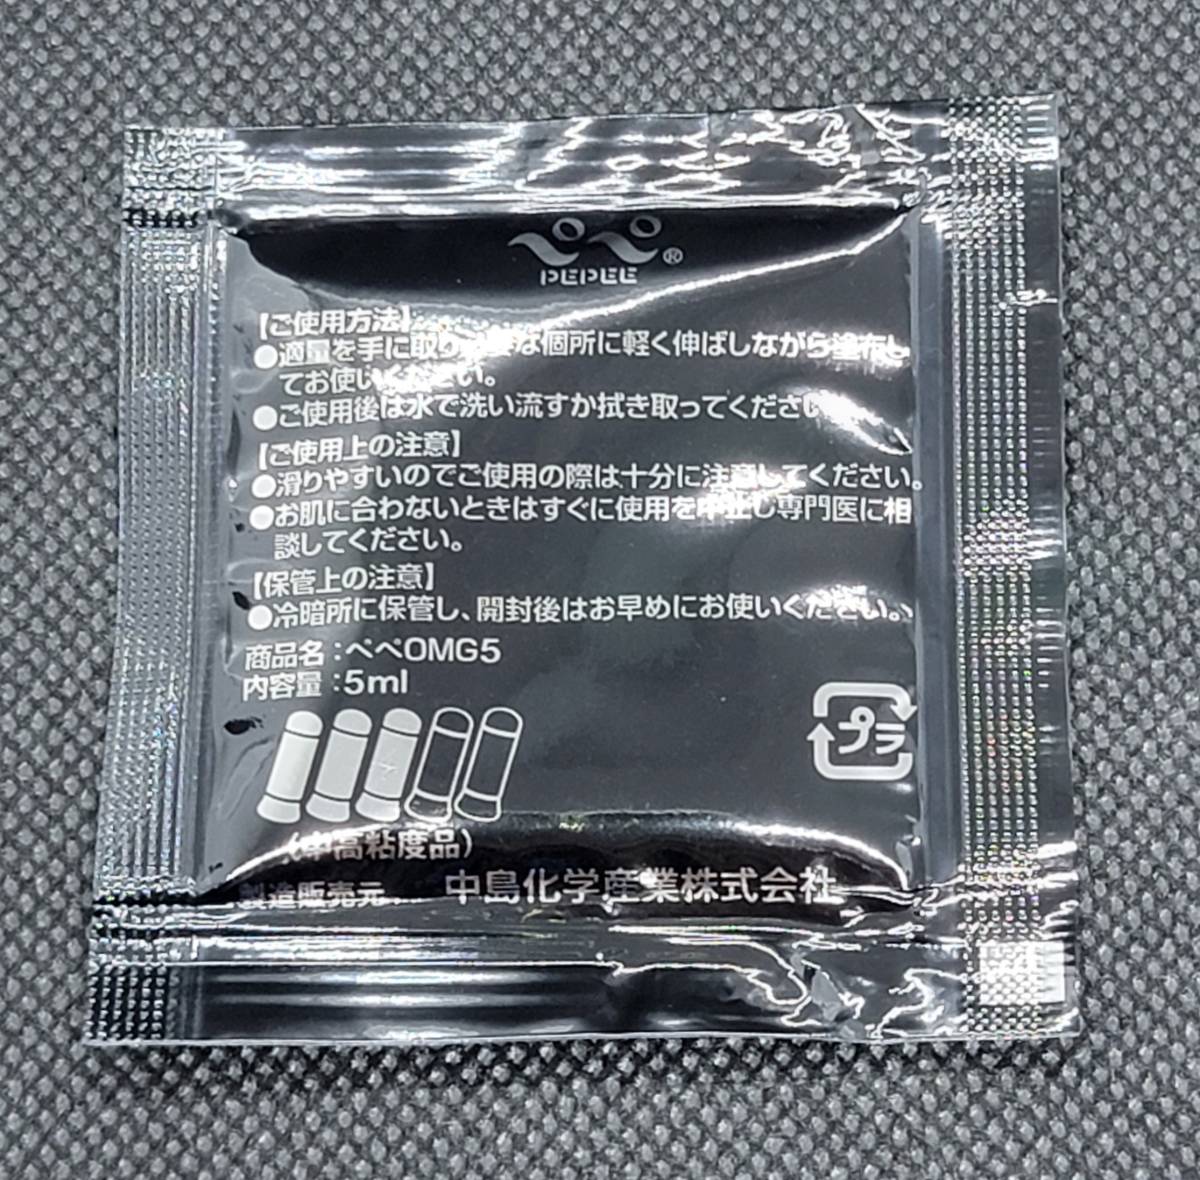 ペペ®
PEPEE
【ご使用方法】
●適量を手に取り な個所に軽く伸ばしながら塗布し
てお使いください。
●ご使用後は水で洗い流すか拭き取ってください
【ご使用上の注意】
●滑りやすいのでご使用の際は十分に注意してください。
●お肌に合わないときはすぐに使用を中止し専門医に相
談してください。
【保管上の注意】
●冷暗所に保管し、開封後はお早めにお使いください。
商品名:ペペOMG5
内容量:5ml
プラ
(中高粘度品)
製造販売元 中島化学産業株式会社